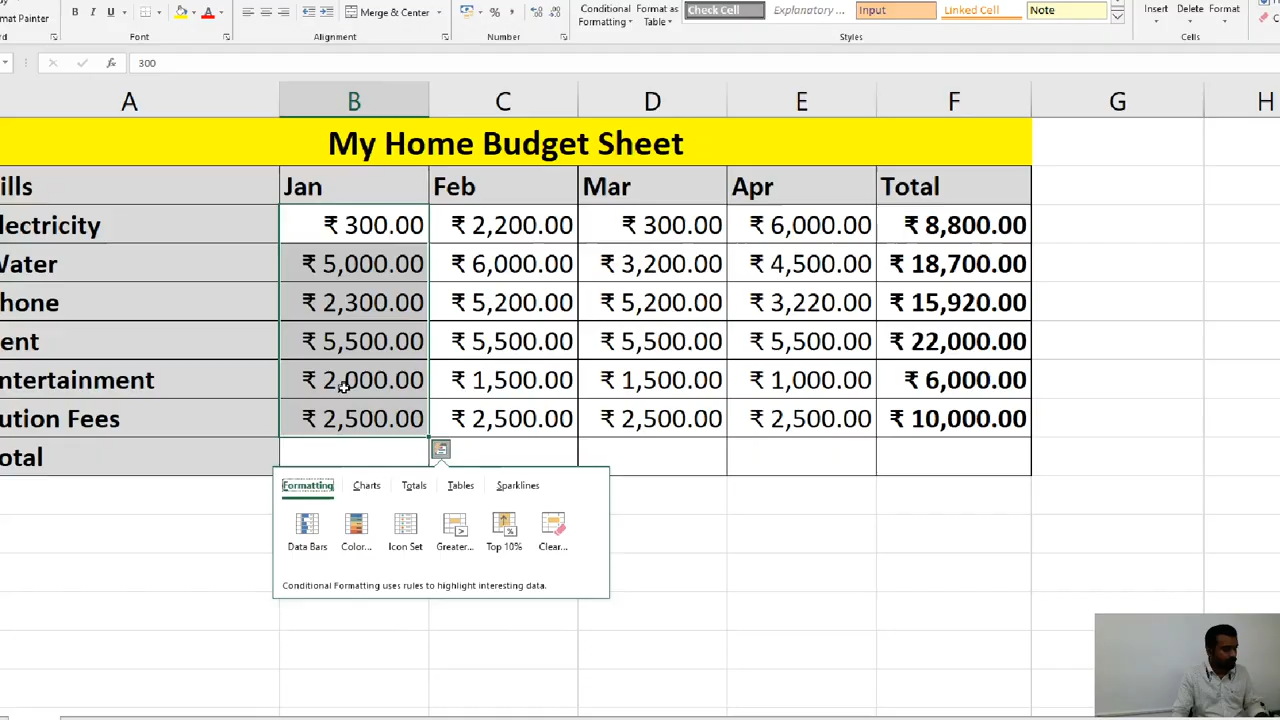 ormat Painter
B I U
Merge & Center
% ,
Conditional Formatting
Format as Table
Check Cell
Explanatory ...
Input
Linked Cell
Note
Insert
Delete
Format
Font
Alignment
Number
Styles
Cells
fx 300
A B C D E F G H
My Home Budget Sheet
ills Jan Feb Mar Apr Total
lectricity ₹ 300.00 ₹ 2,200.00 ₹ 300.00 ₹ 6,000.00 ₹ 8,800.00
Water ₹ 5,000.00 ₹ 6,000.00 ₹ 3,200.00 ₹ 4,500.00 ₹ 18,700.00
hone ₹ 2,300.00 ₹ 5,200.00 ₹ 5,200.00 ₹ 3,220.00 ₹ 15,920.00
ent ₹ 5,500.00 ₹ 5,500.00 ₹ 5,500.00 ₹ 5,500.00 ₹ 22,000.00
ntertainment ₹ 2,000.00 ₹ 1,500.00 ₹ 1,500.00 ₹ 1,000.00 ₹ 6,000.00
ution Fees ₹ 2,500.00 ₹ 2,500.00 ₹ 2,500.00 ₹ 2,500.00 ₹ 10,000.00
otal
Formatting Charts Totals Tables Sparklines
Data Bars Color... Icon Set Greater... Top 10% Clear...
Conditional Formatting uses rules to highlight interesting data.